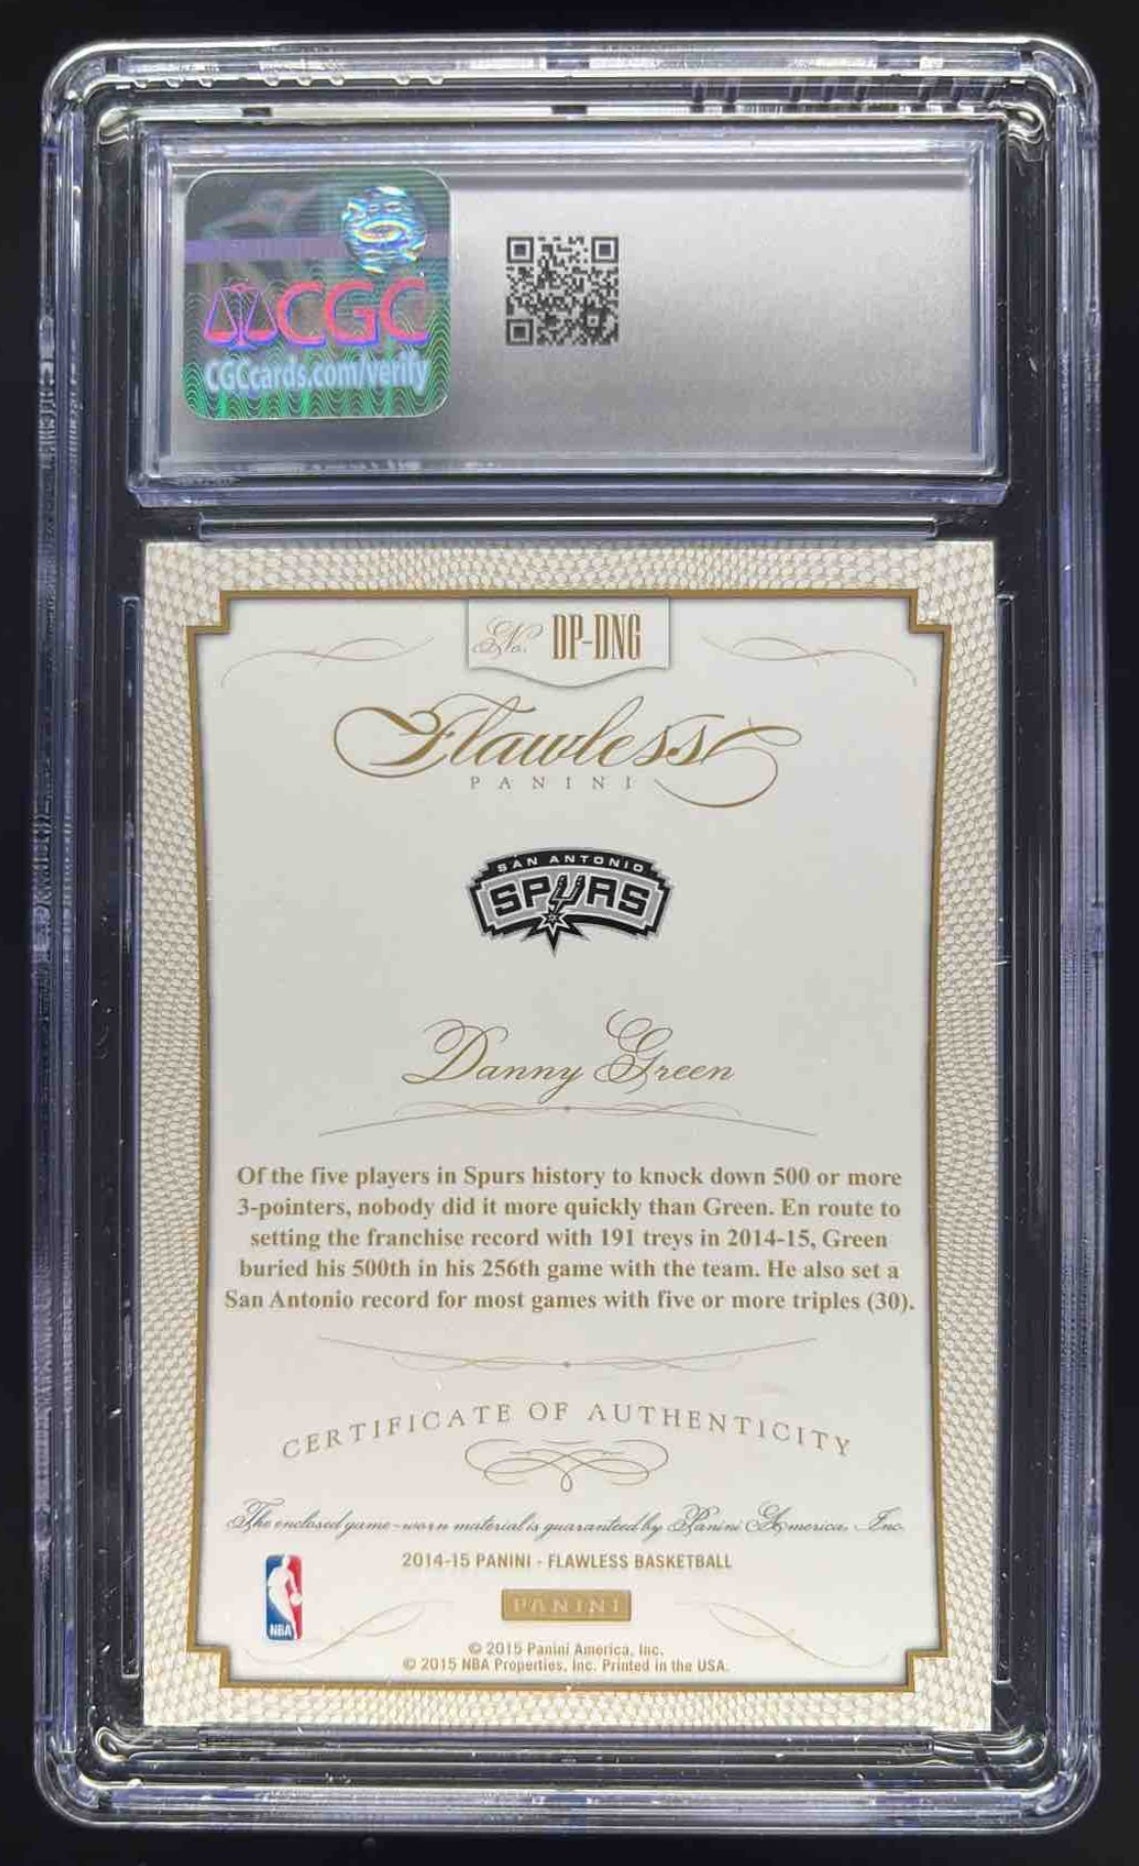 CGC
CGCcards.com/verify
No. DP-DNG
Flawless
PANINI
SAN ANTONIO
SPURS
Danny Green
Of the five players in Spurs history to knock down 500 or more
3-pointers, nobody did it more quickly than Green. En route to
setting the franchise record with 191 treys in 2014-15, Green
buried his 500th in his 256th game with the team. He also set a
San Antonio record for most games with five or more triples (30).
CERTIFICATE OF AUTHENTICITY
The enclosed game-worn material is guaranteed by Panini America, Inc.
2014-15 PANINI - FLAWLESS BASKETBALL
NBA
PANINI
© 2015 Panini America, Inc.
© 2015 NBA Properties, Inc. Printed in the USA.